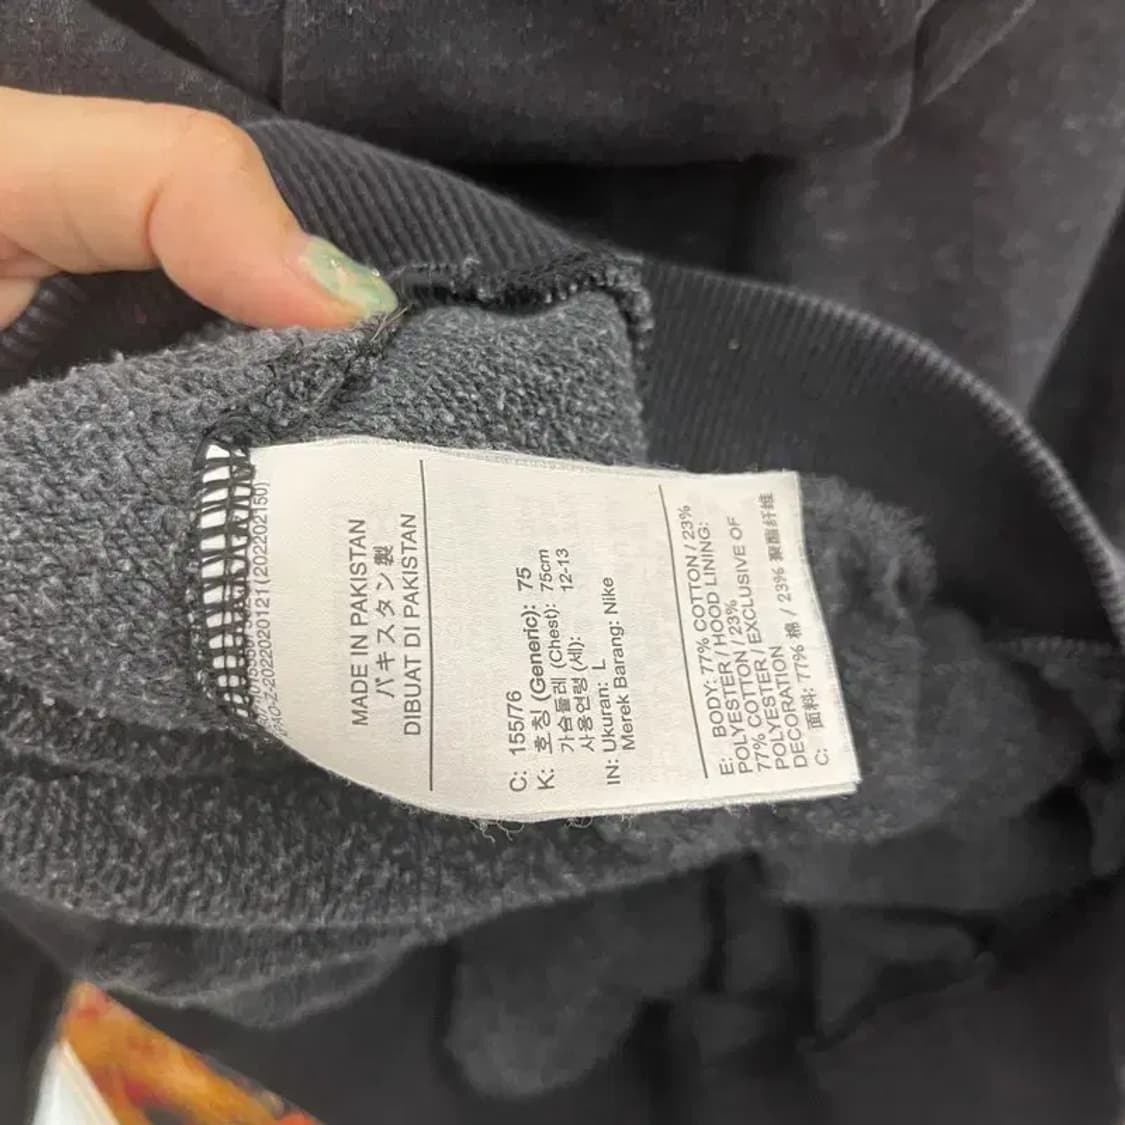 (202202150)
MADE IN PAKISTAN
パキスタン製
DIBUAT DI PAKISTAN
C: 155/76
K: 호칭 (Generic): 75
가슴둘레 (Chest): 75cm
사용연령 (세): 12-13
IN: Ukuran: L
Merek Barang: Nike
E: BODY: 77% COTTON / 23%
POLYESTER / HOOD LINING:
77% COTTON / 23%
POLYESTER / EXCLUSIVE OF
DECORATION
C: 面料: 77% 棉 / 23% 聚酯纤维